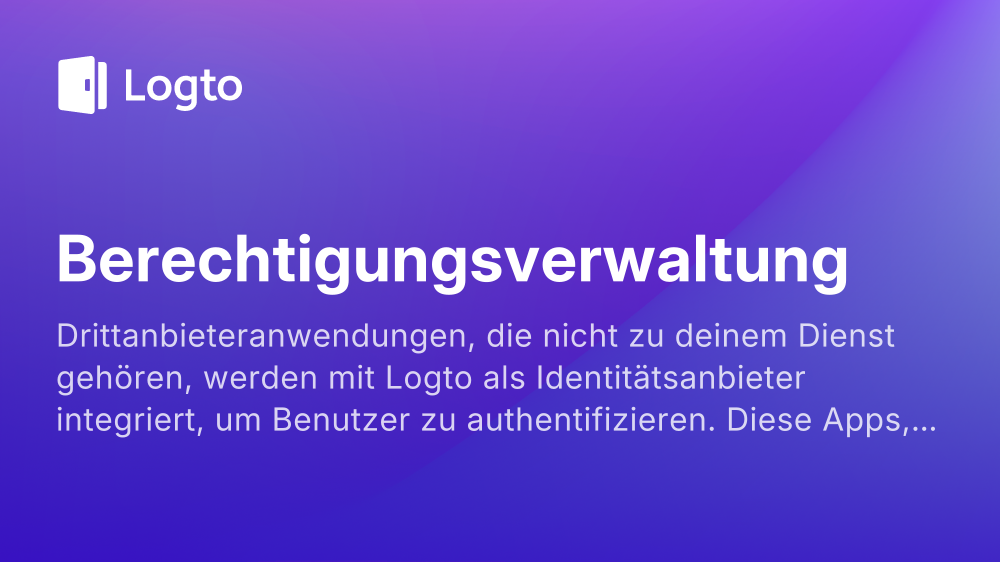 Logto
Berechtigungsverwaltung
Drittanbieteranwendungen, die nicht zu deinem Dienst
gehören, werden mit Logto als Identitätsanbieter
integriert, um Benutzer zu authentifizieren. Diese Apps,...